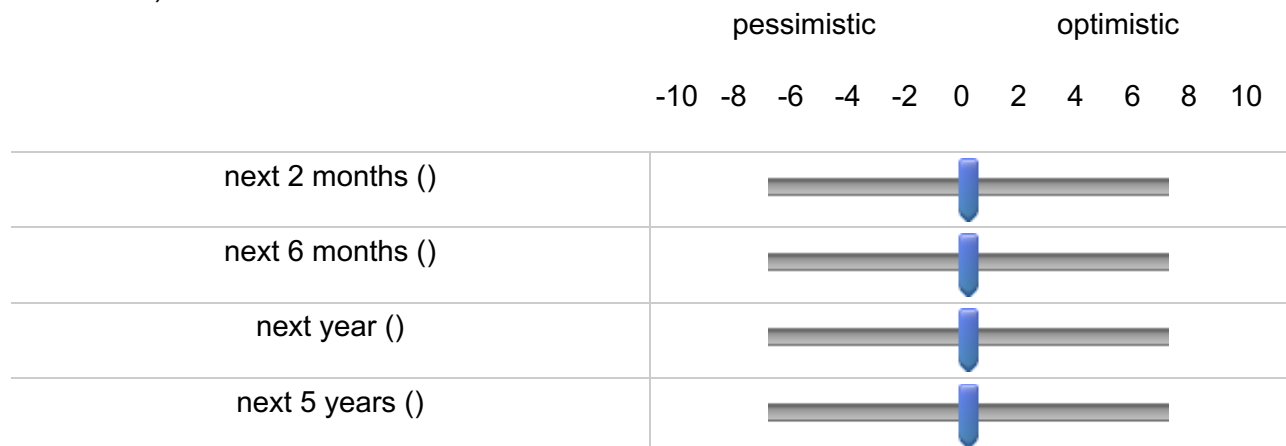 pessimistic optimistic
-10 -8 -6 -4 -2 0 2 4 6 8 10
next 2 months ()
next 6 months ()
next year ()
next 5 years ()